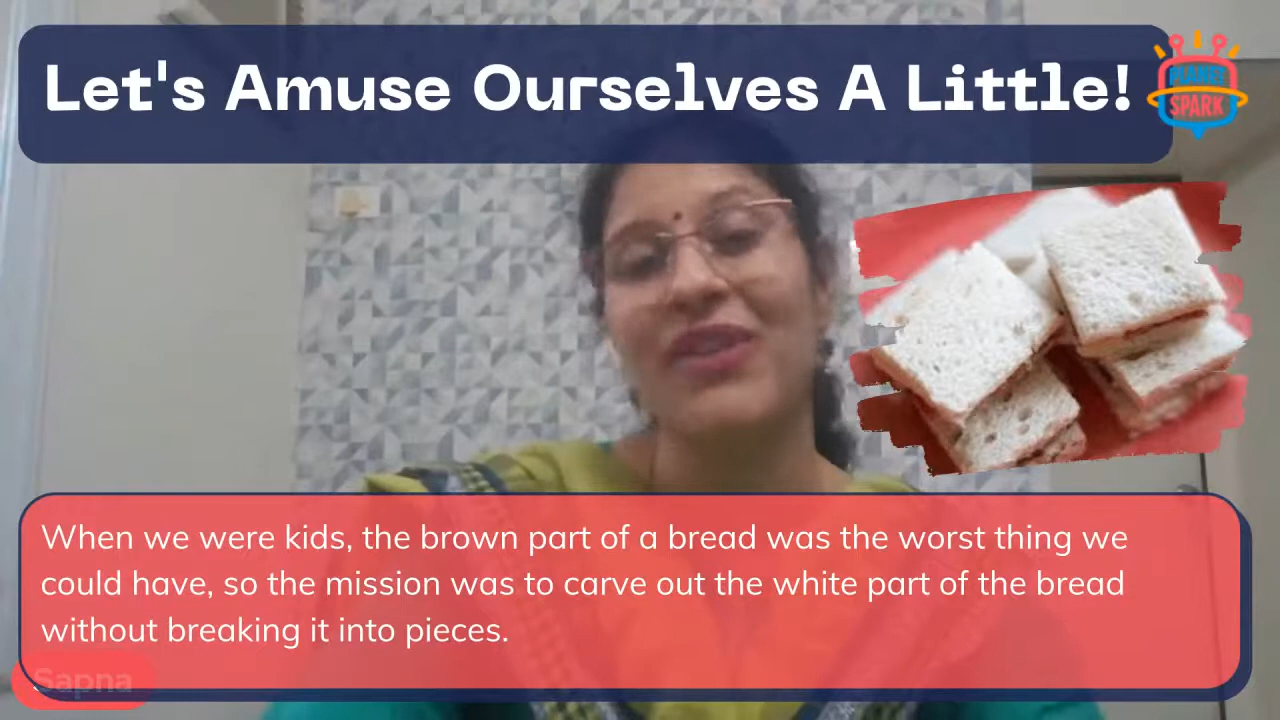 Let's Amuse Ourselves A Little!
PLANET
SPARK
When we were kids, the brown part of a bread was the worst thing we
could have, so the mission was to carve out the white part of the bread
without breaking it into pieces.
Sapna